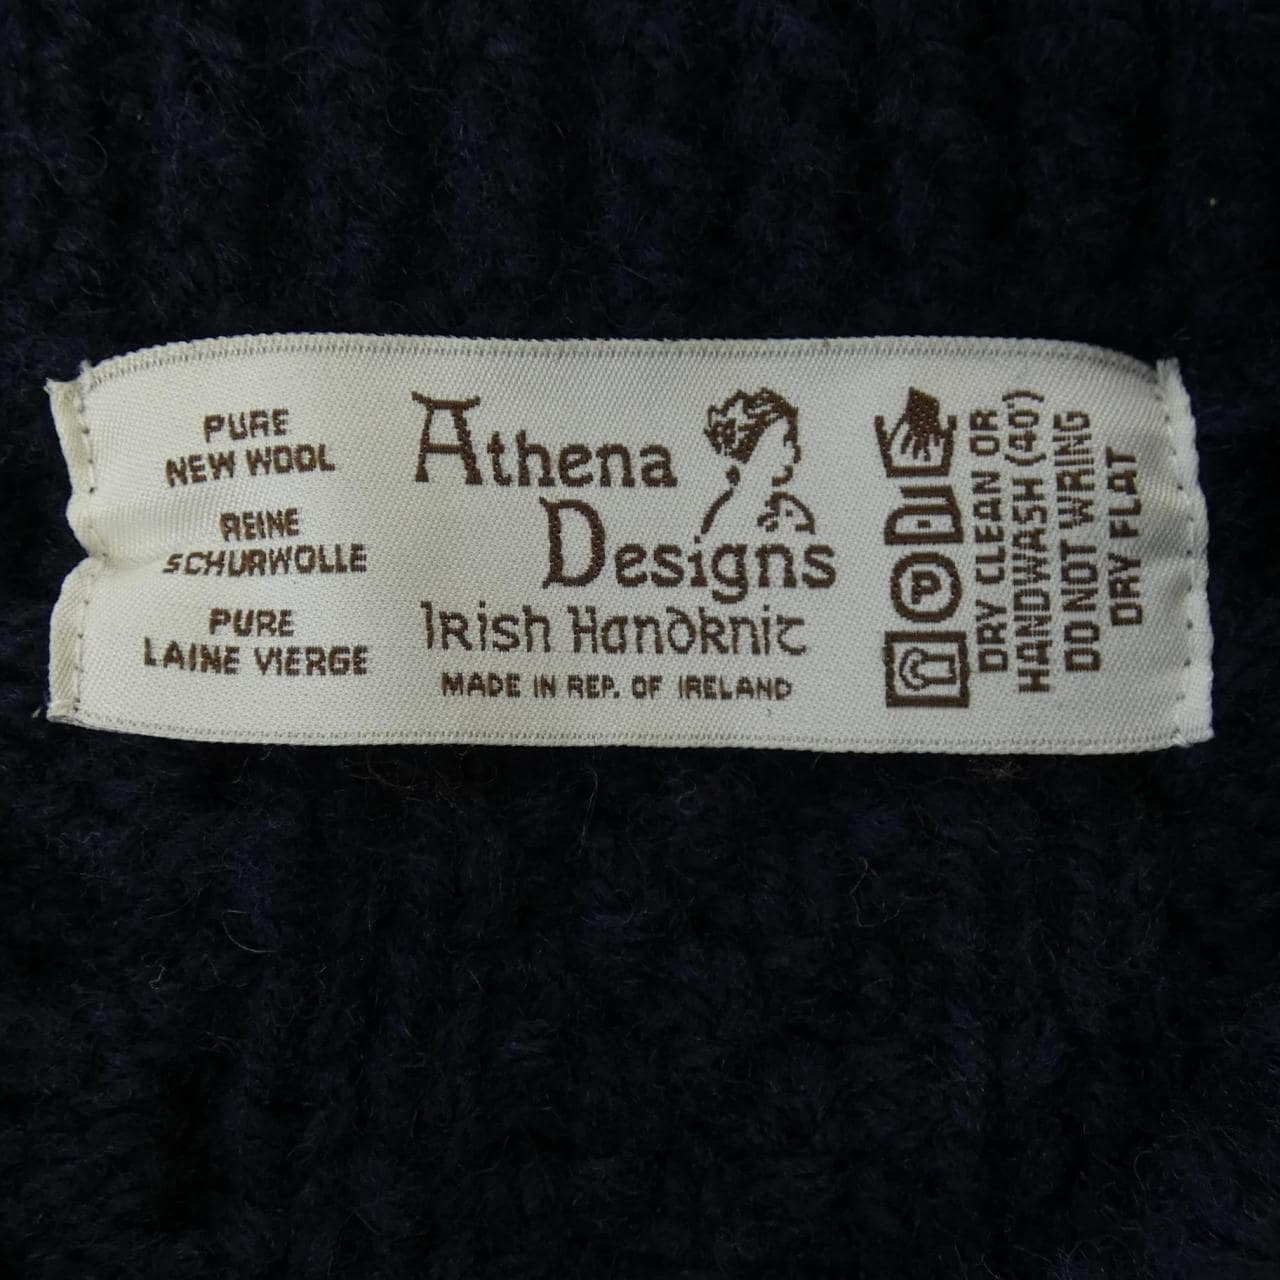 PURE
NEW WOOL
REINE
SCHURWOLLE
PURE
LAINE VIERGE
Athena
Designs
Irish Handknit
MADE IN REP. OF IRELAND
P
DRY CLEAN OR
HANDWASH (40°)
DO NOT WRING
DRY FLAT